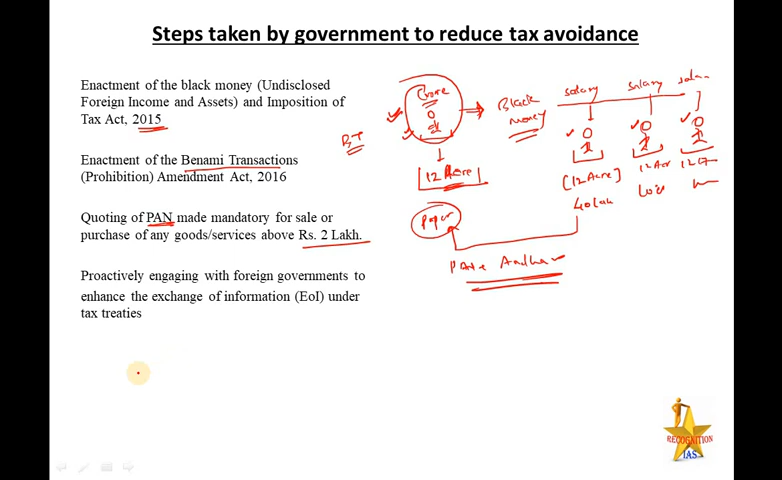 Steps taken by government to reduce tax avoidance
Enactment of the black money (Undisclosed
Foreign Income and Assets) and Imposition of
Tax Act, 2015
Enactment of the Benami Transactions
(Prohibition) Amendment Act, 2016
Quoting of PAN made mandatory for sale or
purchase of any goods/services above Rs. 2 Lakh.
Proactively engaging with foreign governments to
enhance the exchange of information (EoI) under
tax treaties
BT
12 Acre
Black
money
salary
salary
[12 Acre]
Paper
RECOGNITION
IAS